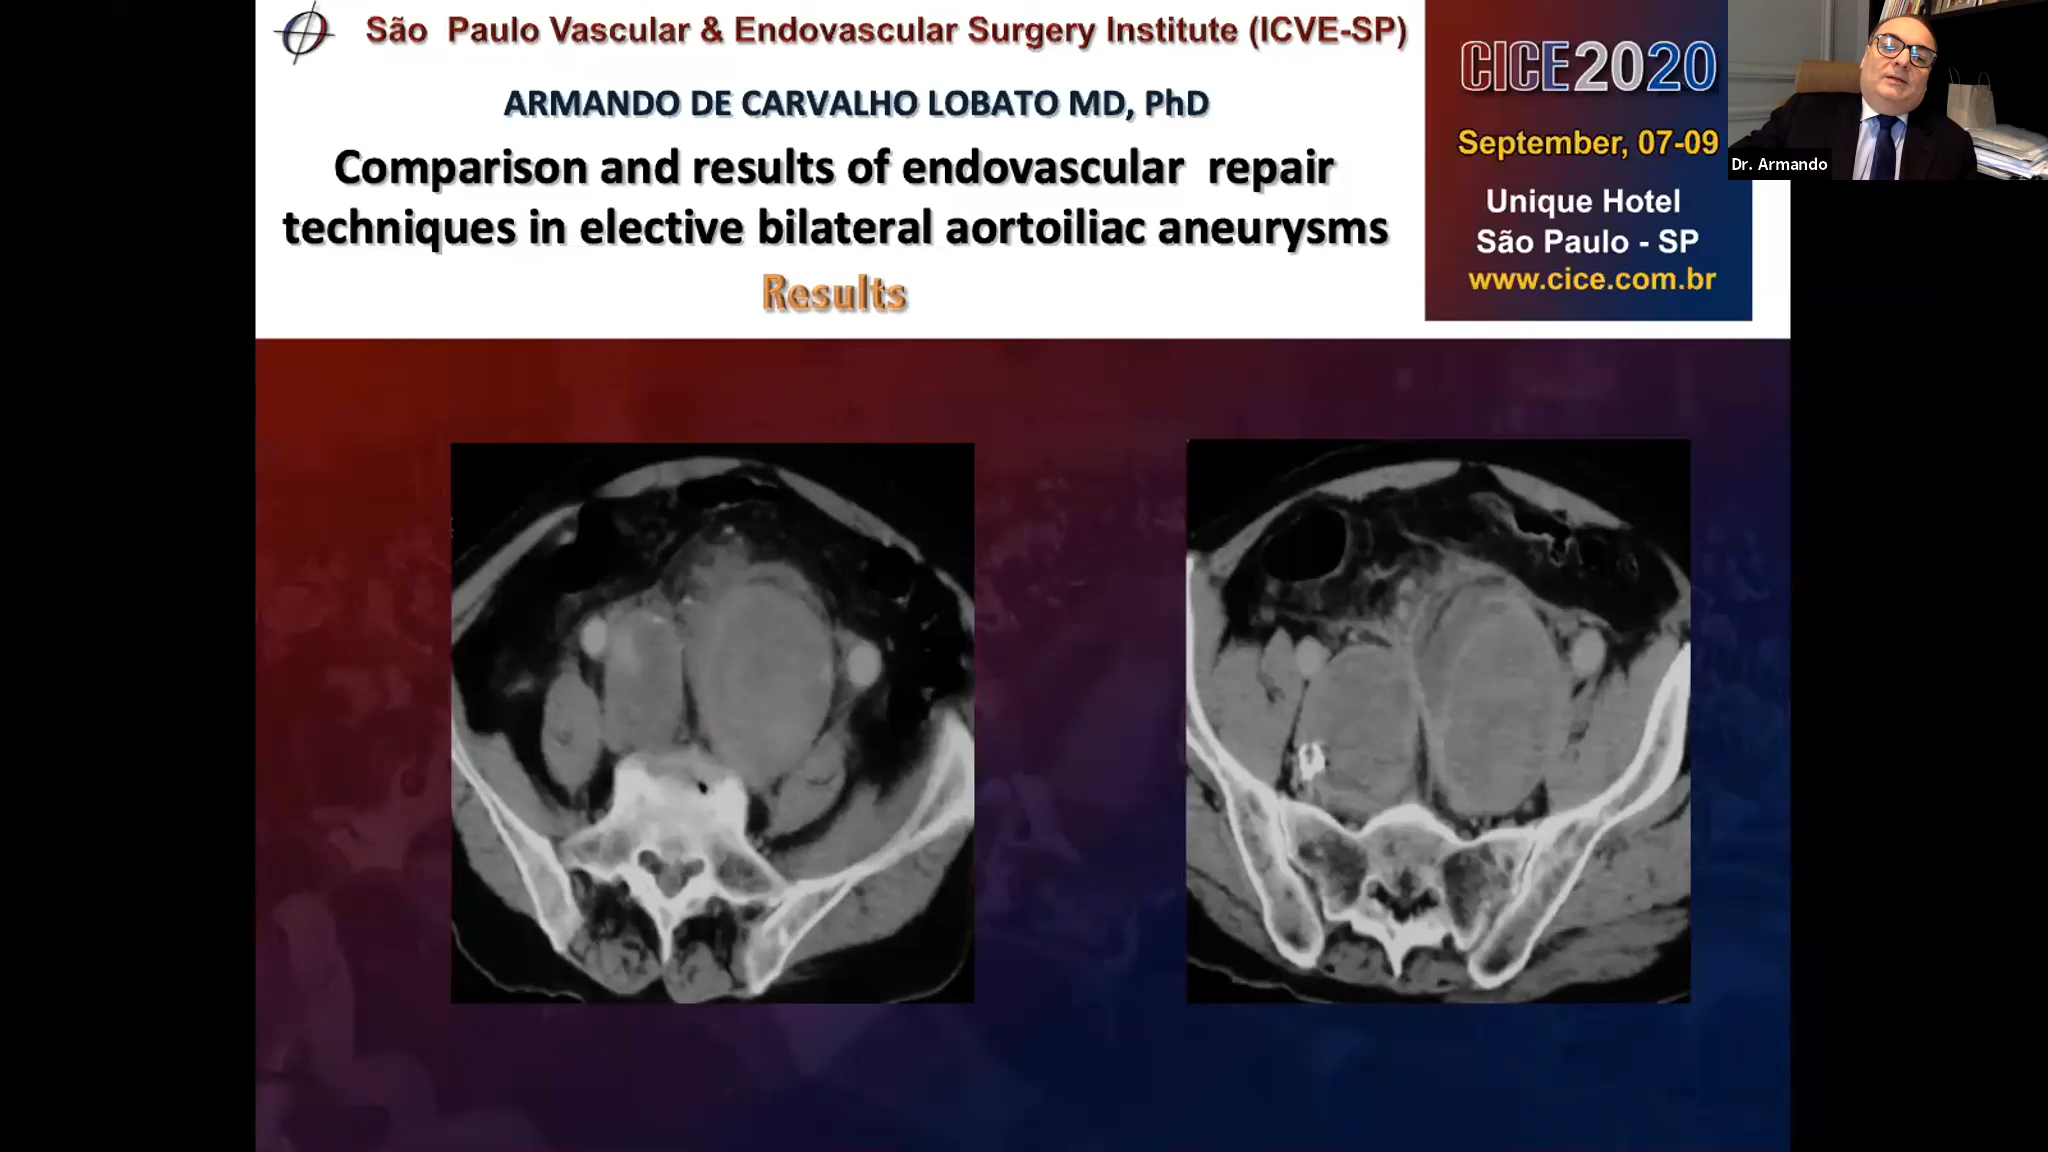 São Paulo Vascular & Endovascular Surgery Institute (ICVE-SP)
ARMANDO DE CARVALHO LOBATO MD, PhD
Comparison and results of endovascular repair
techniques in elective bilateral aortoiliac aneurysms
Results
CICE2020
September, 07-09
Unique Hotel
São Paulo - SP
www.cice.com.br
Dr. Armando